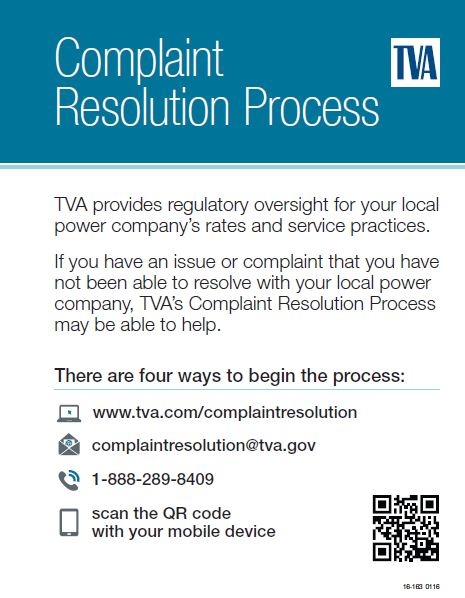 Complaint
Resolution Process
TVA
TVA provides regulatory oversight for your local
power company's rates and service practices.
If you have an issue or complaint that you have
not been able to resolve with your local power
company, TVA's Complaint Resolution Process
may be able to help.
There are four ways to begin the process:
www.tva.com/complaintresolution
complaintresolution@tva.gov
1-888-289-8409
scan the QR code
with your mobile device
16-163 0116